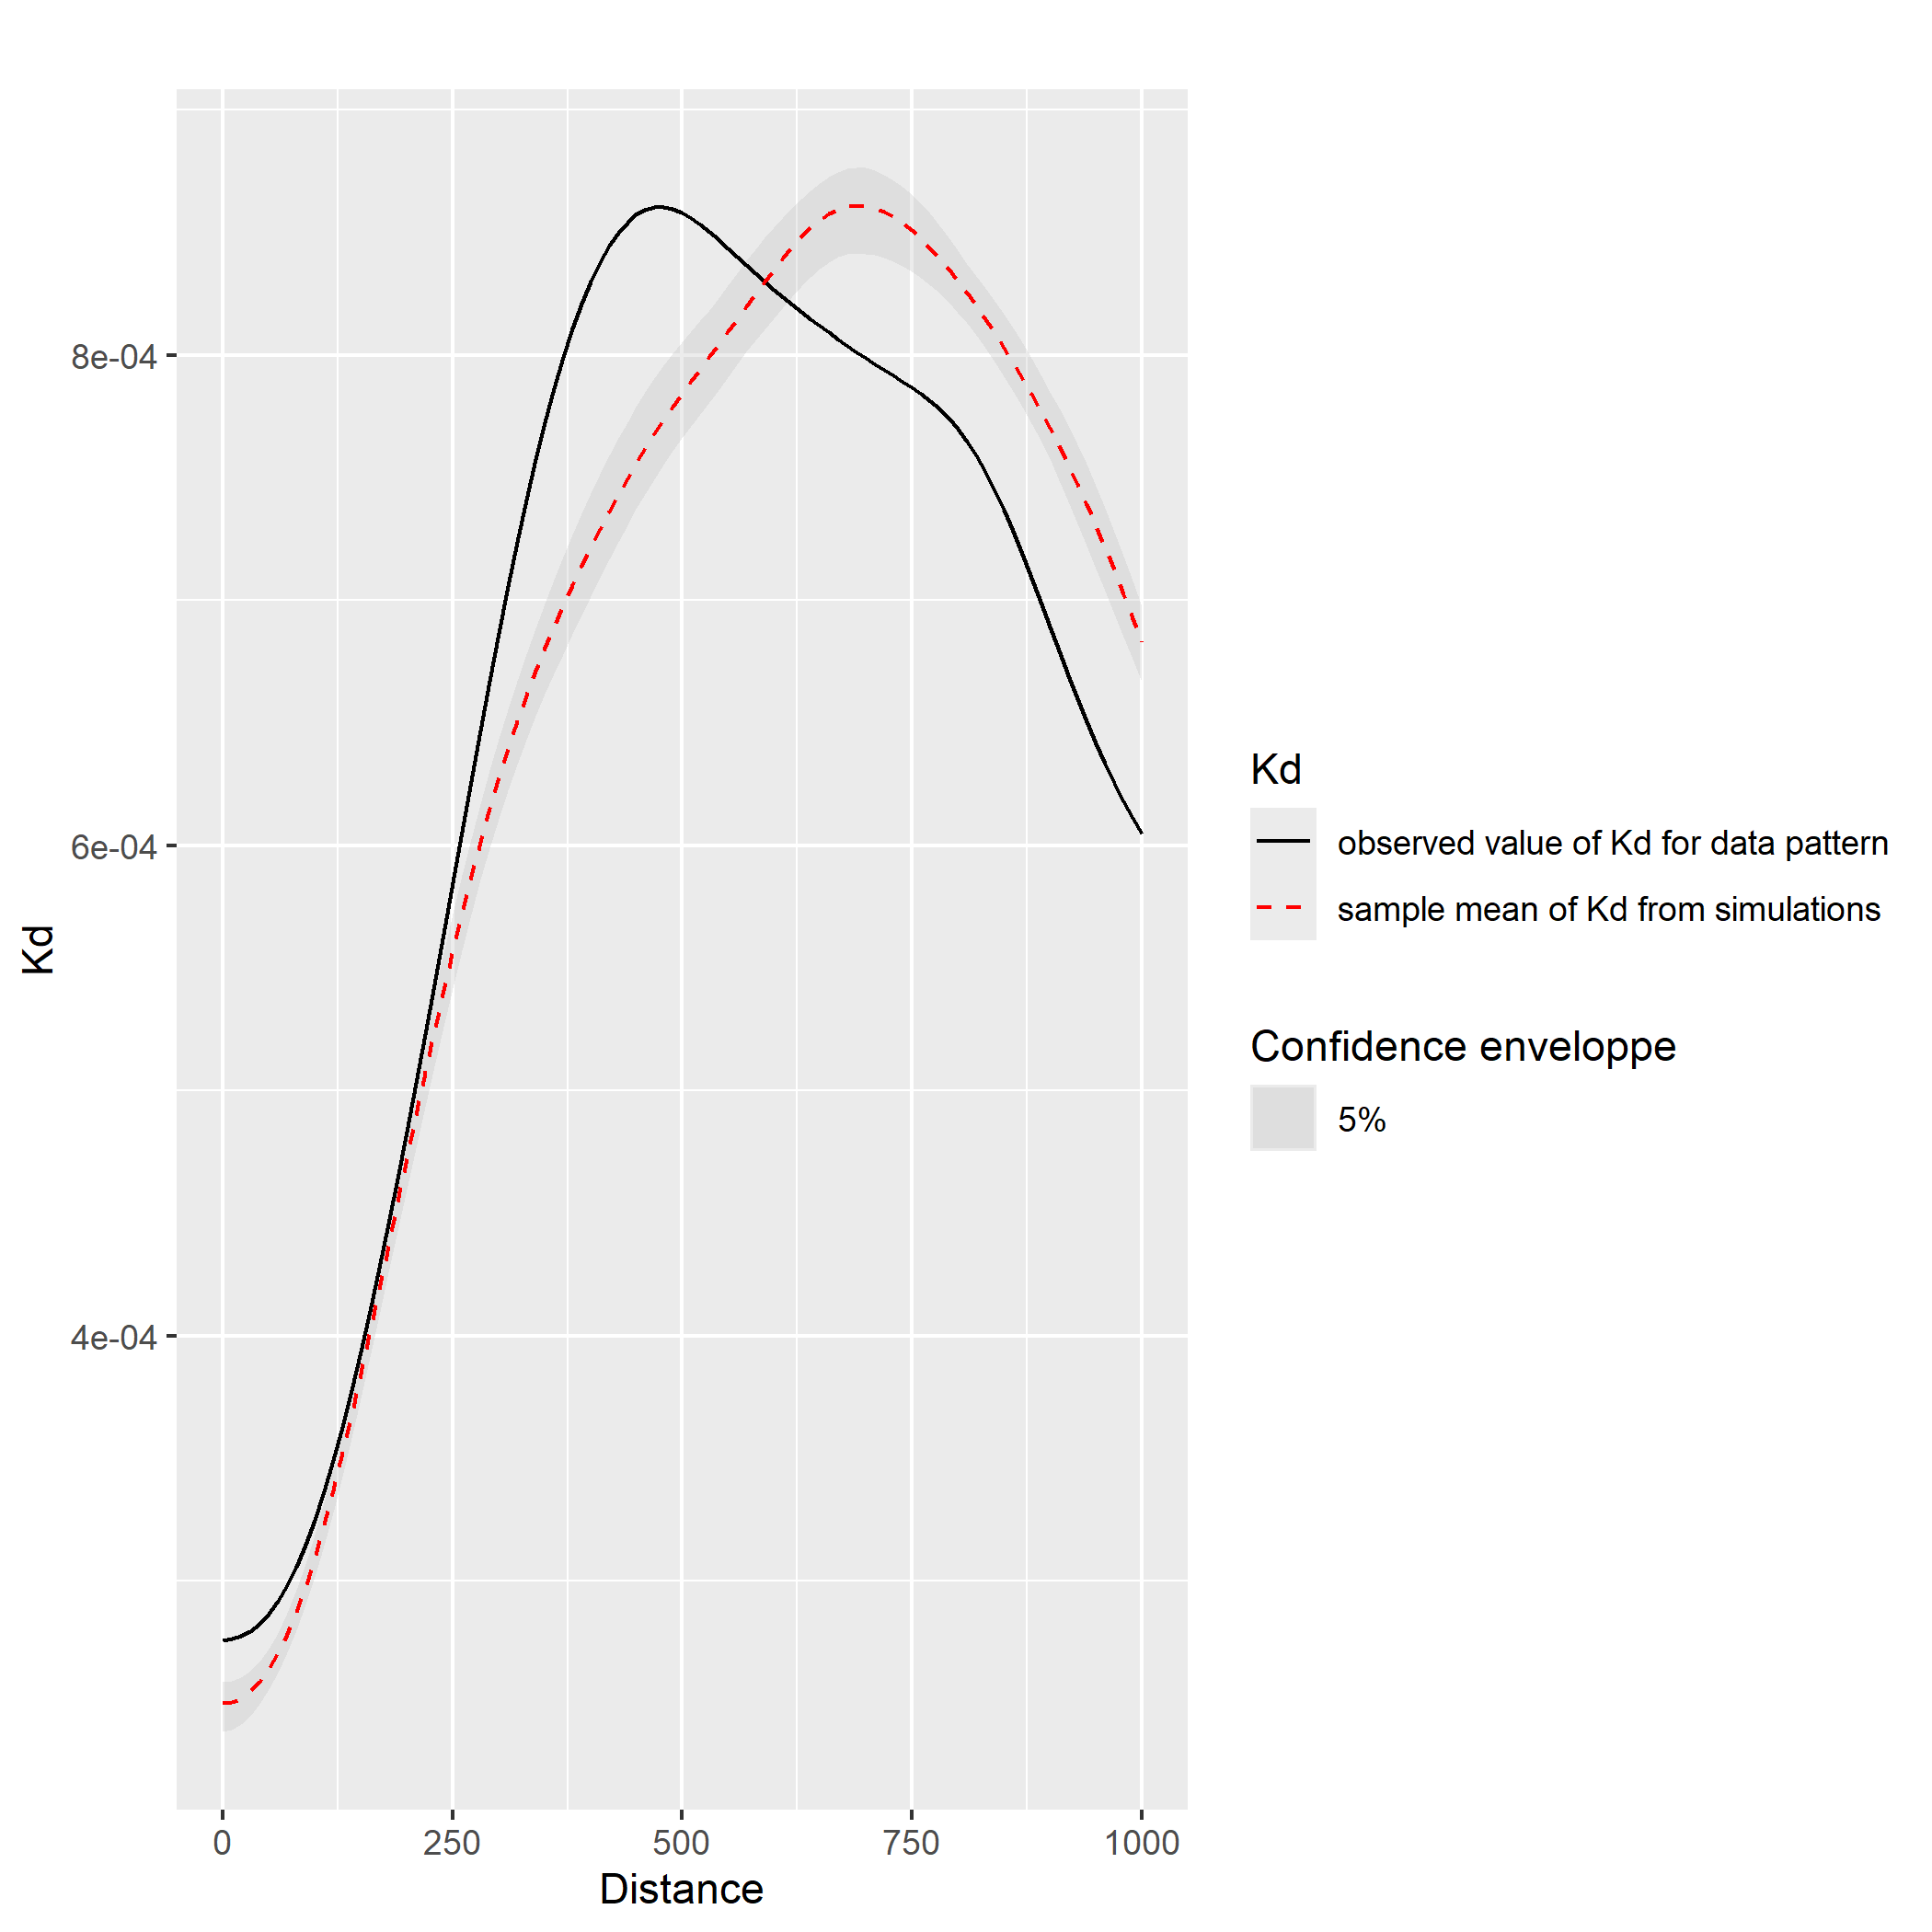 8e-04
6e-04
4e-04
Kd
0 250 500 750 1000
Distance
Kd
observed value of Kd for data pattern
sample mean of Kd from simulations
Confidence enveloppe
5%